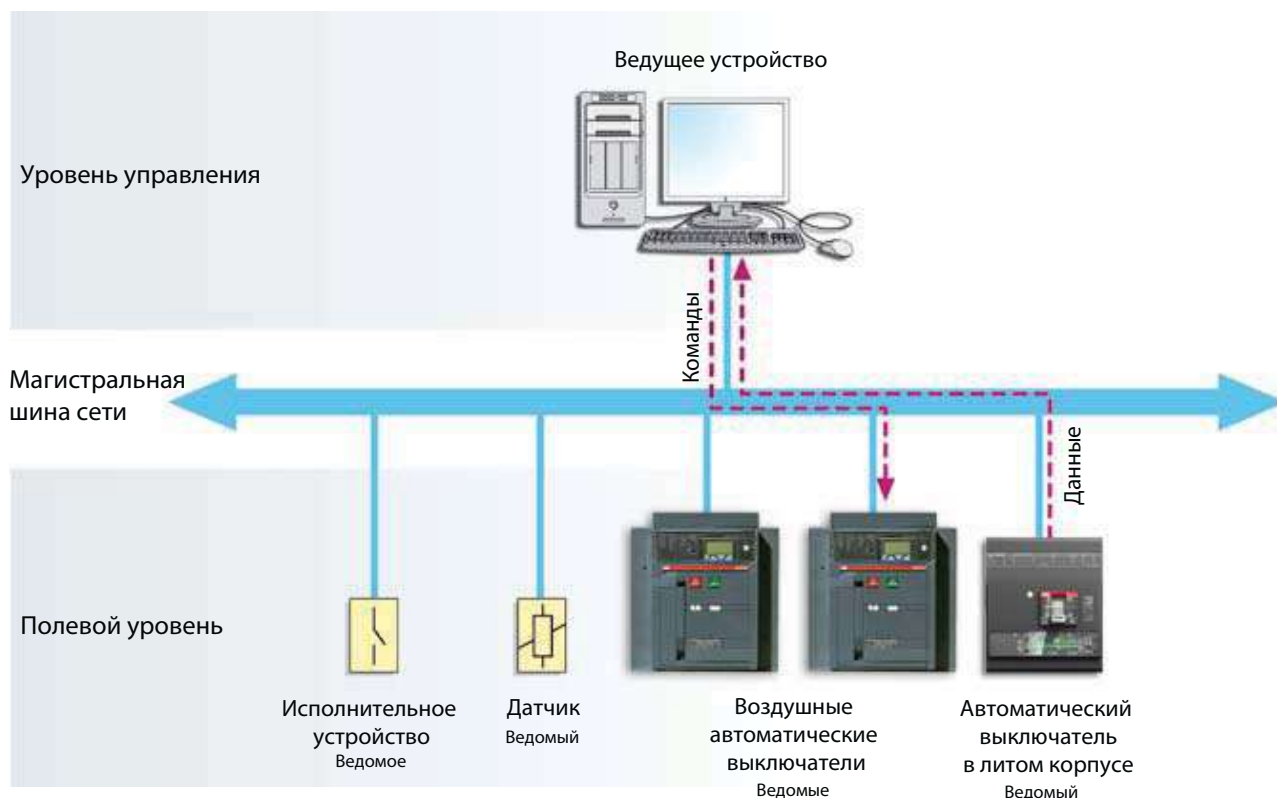 Ведущее устройство
Уровень управления
Команды
Магистральная
шина сети
Данные
Полевой уровень
Исполнительное
устройство
Ведомое
Датчик
Ведомый
Воздушные
автоматические
выключатели
Ведомые
Автоматический
выключатель
в литом корпусе
Ведомый